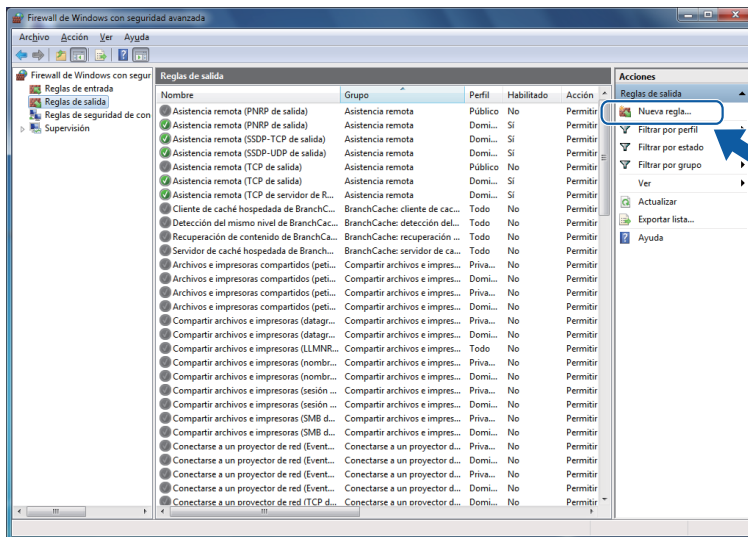 Firewall de Windows con seguridad avanzada
Archivo Acción Ver Ayuda
Firewall de Windows con segur
Reglas de entrada
Reglas de salida
Reglas de seguridad de con
Supervisión
Reglas de salida
Nombre Grupo Perfil Habilitado Acción
Asistencia remota (PNRP de salida) Asistencia remota Público No Permitir
Asistencia remota (PNRP de salida) Asistencia remota Domi... Sí Permitir
Asistencia remota (SSDP-TCP de salida) Asistencia remota Domi... Sí Permitir
Asistencia remota (SSDP-UDP de salida) Asistencia remota Domi... Sí Permitir
Asistencia remota (TCP de salida) Asistencia remota Público No Permitir
Asistencia remota (TCP de salida) Asistencia remota Domi... Sí Permitir
Asistencia remota (TCP de servidor de R... Asistencia remota Domi... Sí Permitir
Cliente de caché hospedada de BranchC... BranchCache: cliente de cac... Todo No Permitir
Detección del mismo nivel de BranchCac... BranchCache: detección del... Todo No Permitir
Recuperación de contenido de BranchCa... BranchCache: recuperación ... Todo No Permitir
Servidor de caché hospedada de Branch... BranchCache: servidor de ca... Todo No Permitir
Archivos e impresoras compartidos (peti... Compartir archivos e impres... Priva... No Permitir
Archivos e impresoras compartidos (peti... Compartir archivos e impres... Domi... No Permitir
Archivos e impresoras compartidos (peti... Compartir archivos e impres... Priva... No Permitir
Archivos e impresoras compartidos (peti... Compartir archivos e impres... Domi... No Permitir
Compartir archivos e impresoras (datagr... Compartir archivos e impres... Priva... No Permitir
Compartir archivos e impresoras (datagr... Compartir archivos e impres... Domi... No Permitir
Compartir archivos e impresoras (LLMNR... Compartir archivos e impres... Todo No Permitir
Compartir archivos e impresoras (nombr... Compartir archivos e impres... Priva... No Permitir
Compartir archivos e impresoras (nombr... Compartir archivos e impres... Domi... No Permitir
Compartir archivos e impresoras (sesión ... Compartir archivos e impres... Priva... No Permitir
Compartir archivos e impresoras (sesión ... Compartir archivos e impres... Domi... No Permitir
Compartir archivos e impresoras (SMB d... Compartir archivos e impres... Priva... No Permitir
Compartir archivos e impresoras (SMB d... Compartir archivos e impres... Domi... No Permitir
Conectarse a un proyector de red (Event... Conectarse a un proyector d... Priva... No Permitir
Conectarse a un proyector de red (Event... Conectarse a un proyector d... Domi... No Permitir
Conectarse a un proyector de red (Event... Conectarse a un proyector d... Priva... No Permitir
Conectarse a un proyector de red (Event... Conectarse a un proyector d... Domi... No Permitir
Conectarse a un proyector de red (TCP d... Conectarse a un proyector d... Domi... No Permitir
Acciones
Reglas de salida
Nueva regla...
Filtrar por perfil
Filtrar por estado
Filtrar por grupo
Ver
Actualizar
Exportar lista...
Ayuda